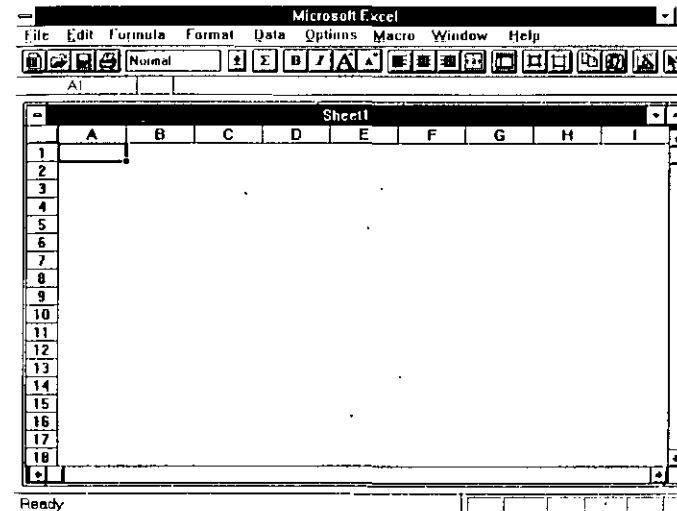 Microsoft Excel
File Edit Formula Format Data Options Macro Window Help
Normal Σ B I A A
A1
Sheet1
A B C D E F G H I
1
2
3
4
5
6
7
8
9
10
11
12
13
14
15
16
17
18
Ready